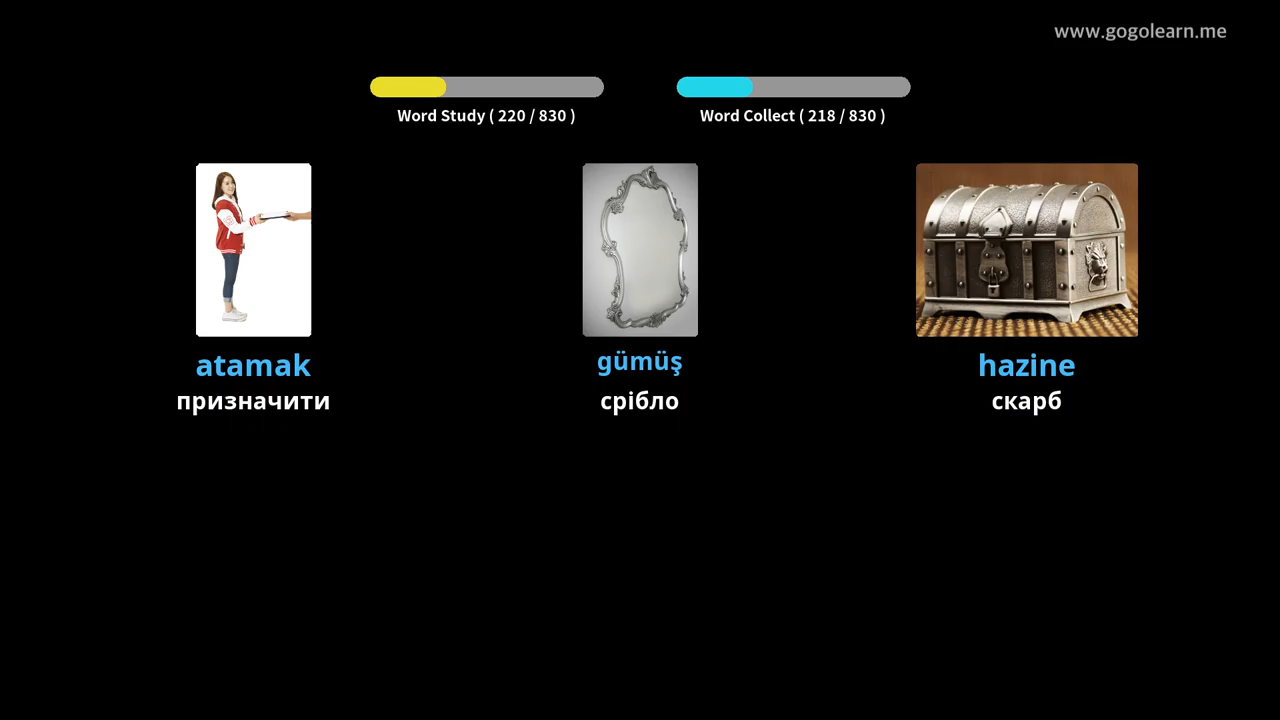 www.gogolearn.me
Word Study ( 220 / 830 )
Word Collect ( 218 / 830 )
atamak
призначити
gümüş
срібло
hazine
скарб